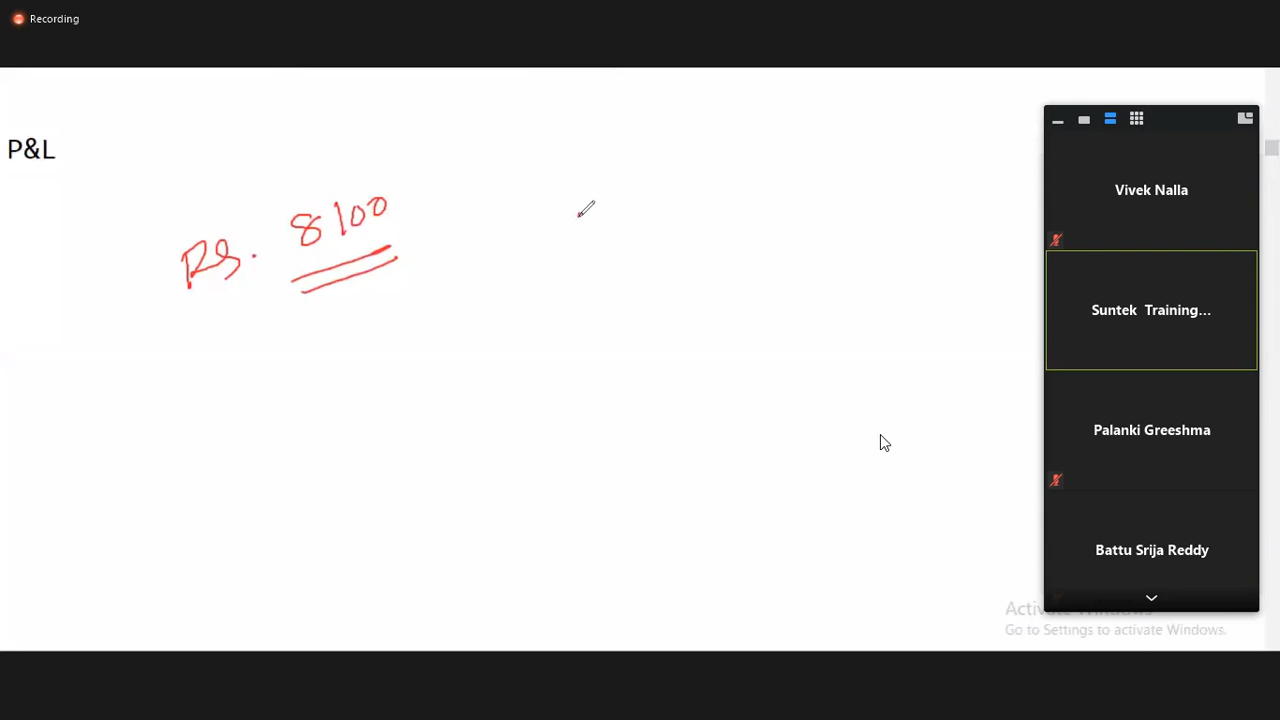 Recording
P&L
Rs. 8100
Vivek Nalla
Suntek Training...
Palanki Greeshma
Battu Srija Reddy
Activate Windows
Go to Settings to activate Windows.